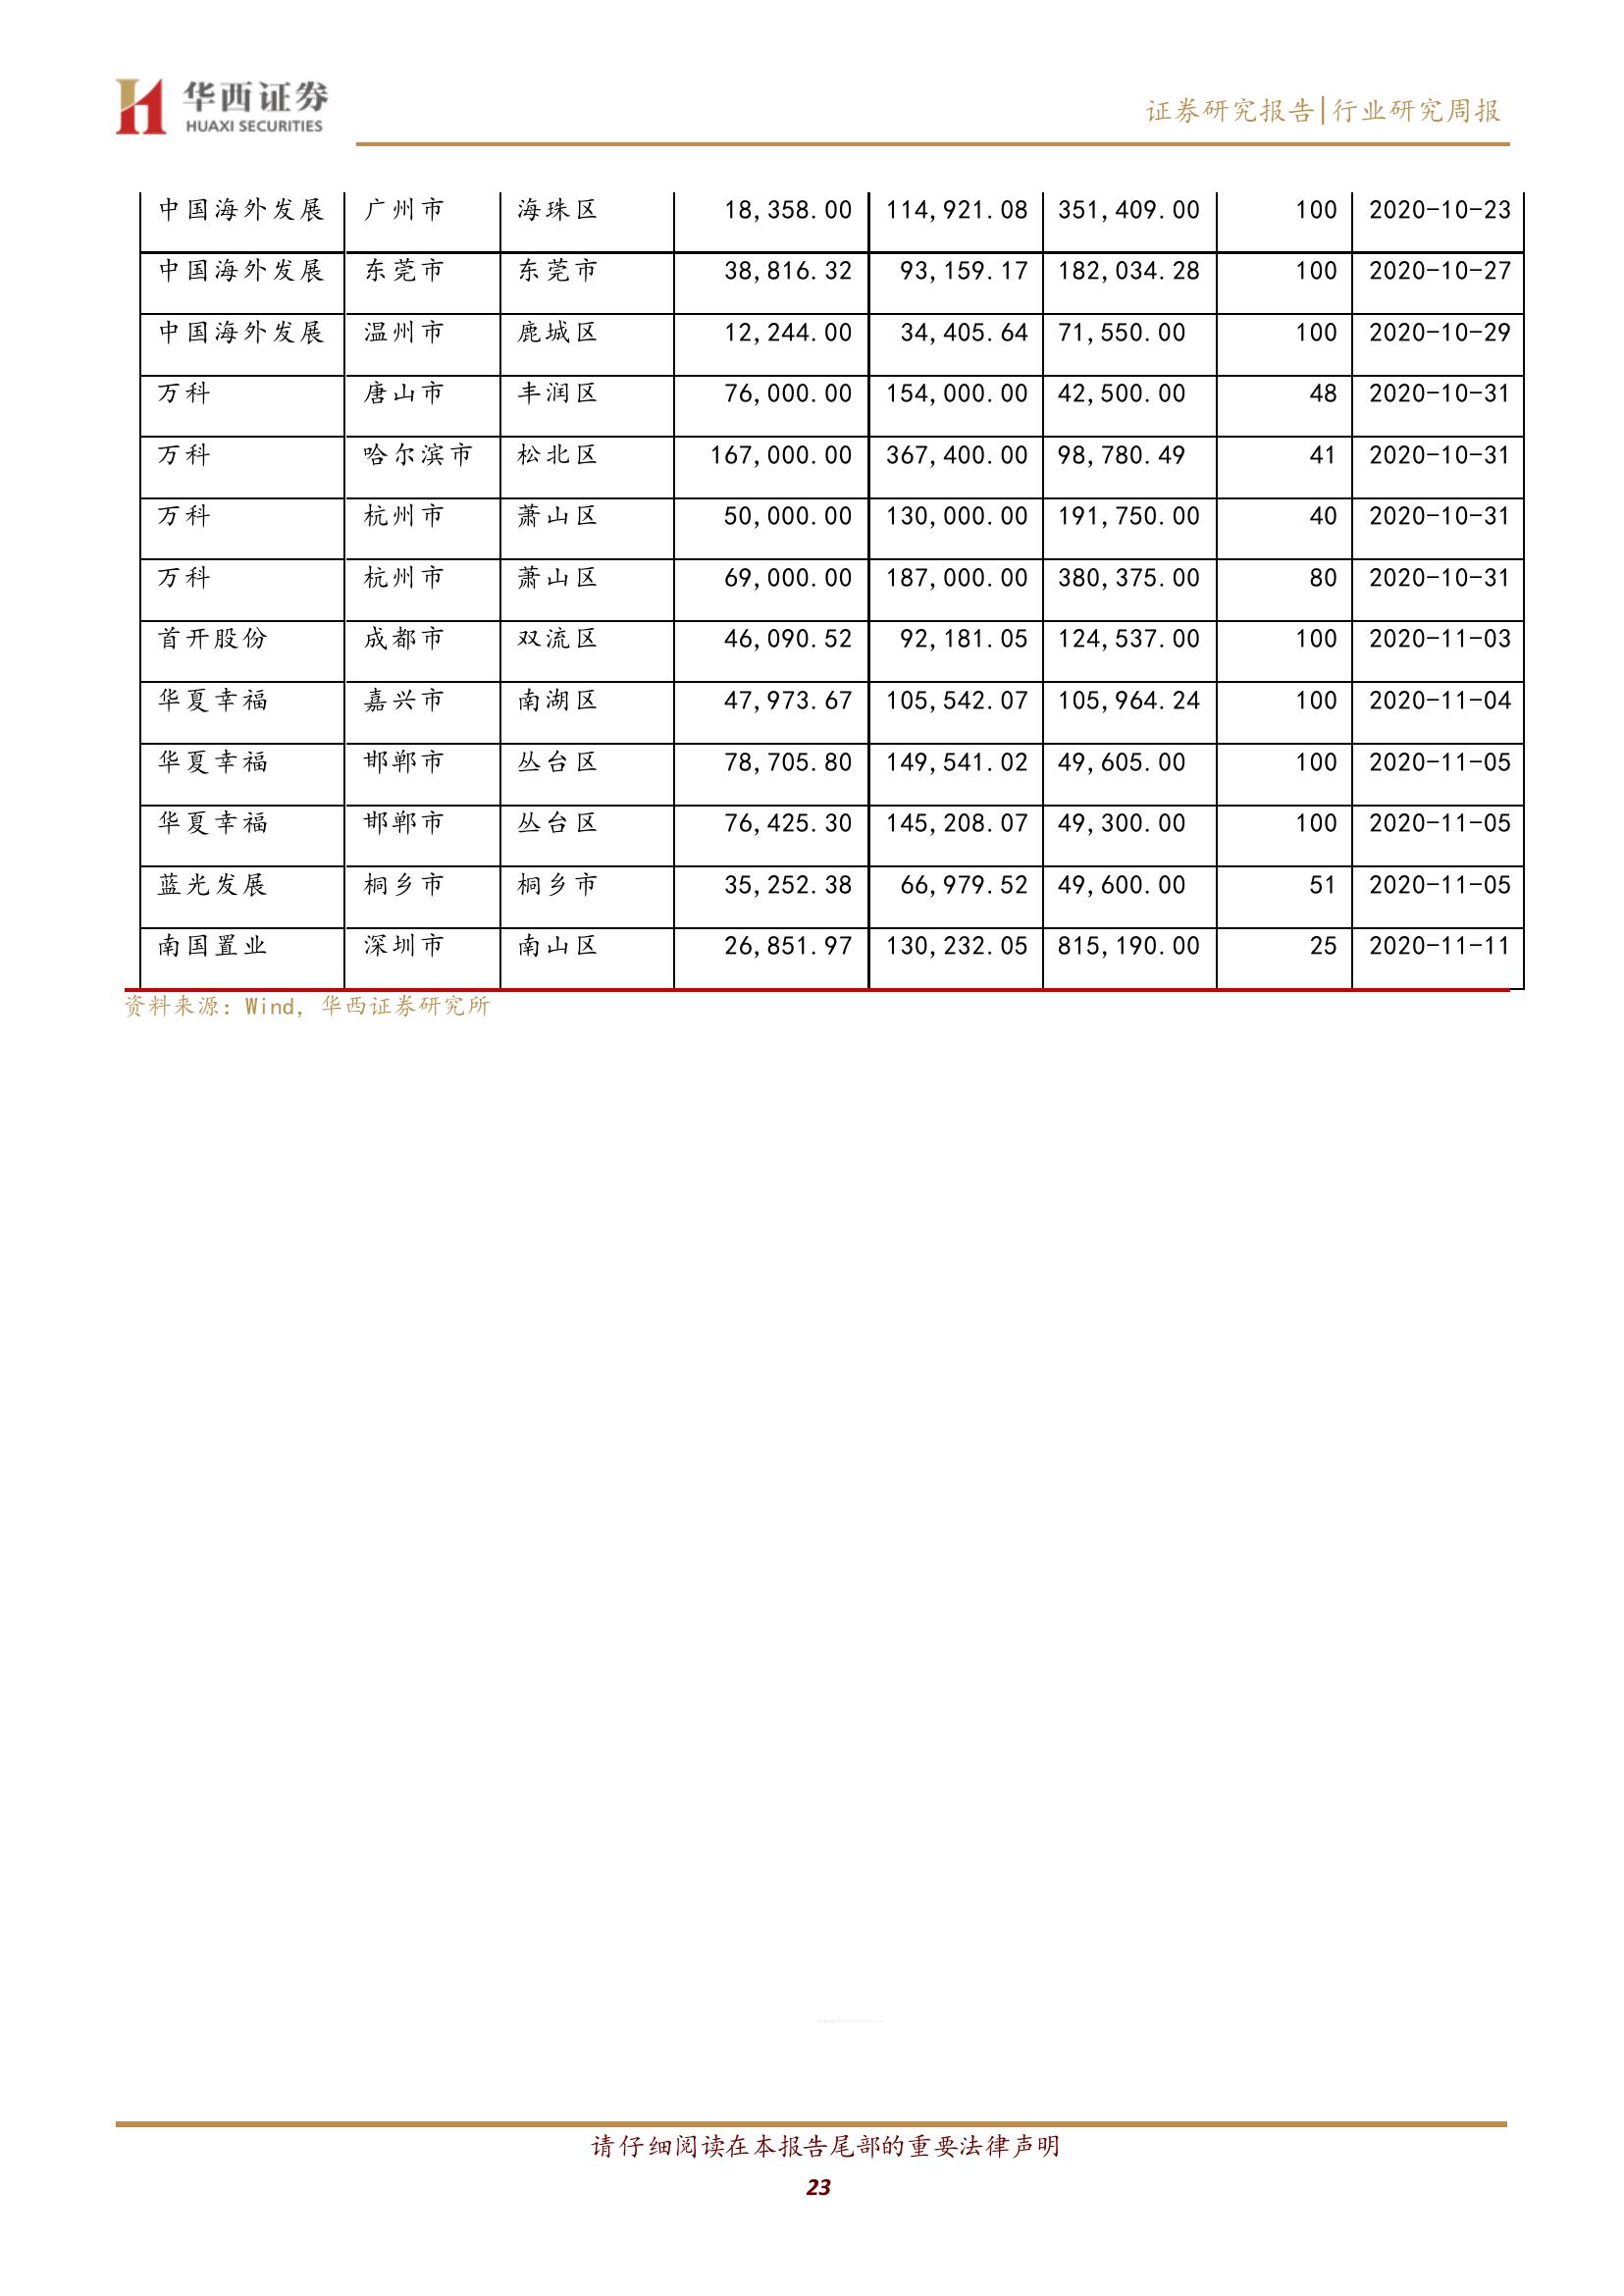 华西证券
HUAXI SECURITIES
证券研究报告|行业研究周报
中国海外发展 广州市 海珠区 18,358.00 114,921.08 351,409.00 100 2020-10-23
中国海外发展 东莞市 东莞市 38,816.32 93,159.17 182,034.28 100 2020-10-27
中国海外发展 温州市 鹿城区 12,244.00 34,405.64 71,550.00 100 2020-10-29
万科 唐山市 丰润区 76,000.00 154,000.00 42,500.00 48 2020-10-31
万科 哈尔滨市 松北区 167,000.00 367,400.00 98,780.49 41 2020-10-31
万科 杭州市 萧山区 50,000.00 130,000.00 191,750.00 40 2020-10-31
万科 杭州市 萧山区 69,000.00 187,000.00 380,375.00 80 2020-10-31
首开股份 成都市 双流区 46,090.52 92,181.05 124,537.00 100 2020-11-03
华夏幸福 嘉兴市 南湖区 47,973.67 105,542.07 105,964.24 100 2020-11-04
华夏幸福 邯郸市 丛台区 78,705.80 149,541.02 49,605.00 100 2020-11-05
华夏幸福 邯郸市 丛台区 76,425.30 145,208.07 49,300.00 100 2020-11-05
蓝光发展 桐乡市 桐乡市 35,252.38 66,979.52 49,600.00 51 2020-11-05
南国置业 深圳市 南山区 26,851.97 130,232.05 815,190.00 25 2020-11-11
资料来源：Wind，华西证券研究所
请仔细阅读在本报告尾部的重要法律声明
23